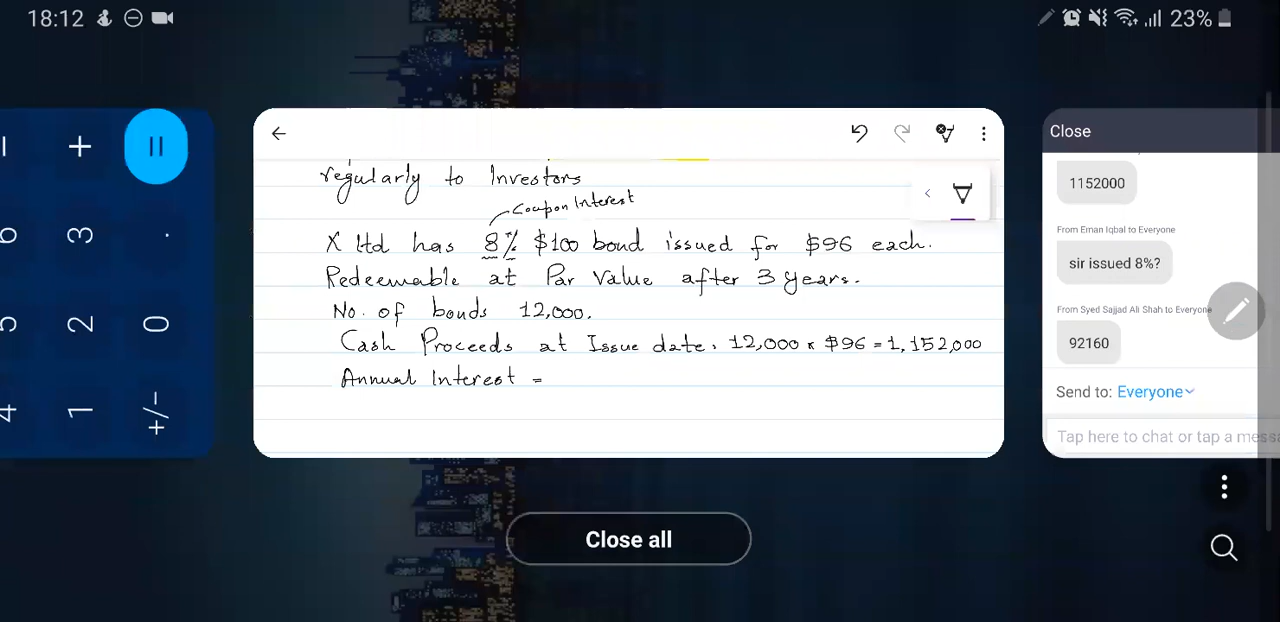 18:12
23%
+
=
3
.
2
0
1
+/-
5
4
regularly to Investors
Coupon Interest
X Ltd has 8% $100 bond issued for $96 each.
Redeemable at Par Value after 3 years.
No. of bonds 12,000.
Cash Proceeds at Issue date. 12,000 x $96 = 1,152,000
Annual Interest =
Close
1152000
From Eman Iqbal to Everyone
sir issued 8%?
From Syed Sajjad Ali Shah to Everyone
92160
Send to: Everyone
Tap here to chat or tap a messa
Close all